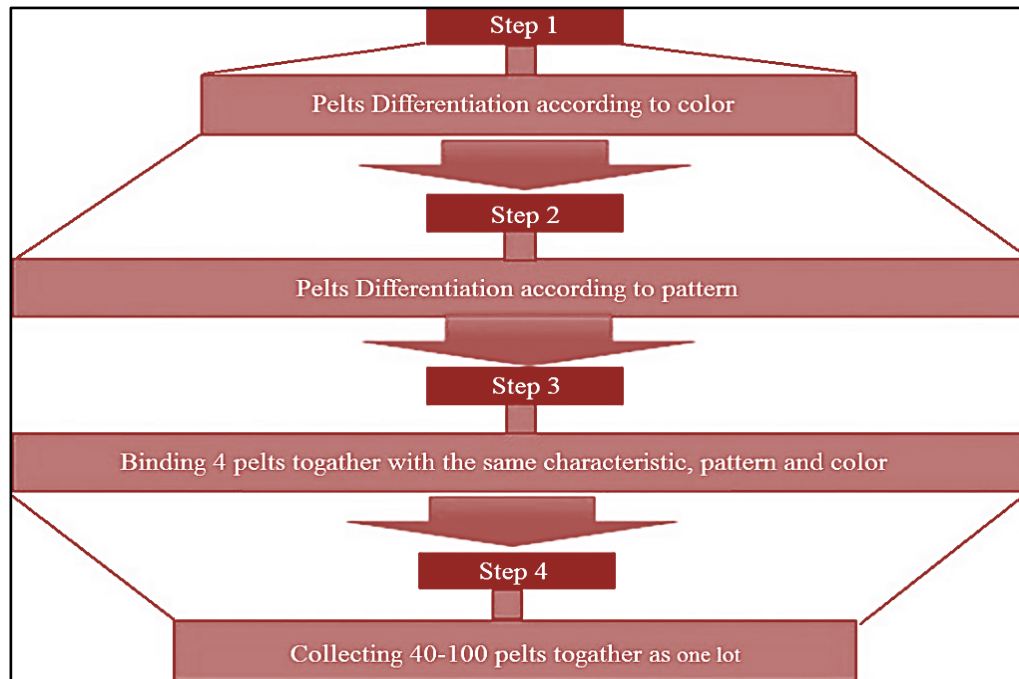 Step 1
Pelts Differentiation according to color
Step 2
Pelts Differentiation according to pattern
Step 3
Binding 4 pelts togather with the same characteristic, pattern and color
Step 4
Collecting 40-100 pelts togather as one lot